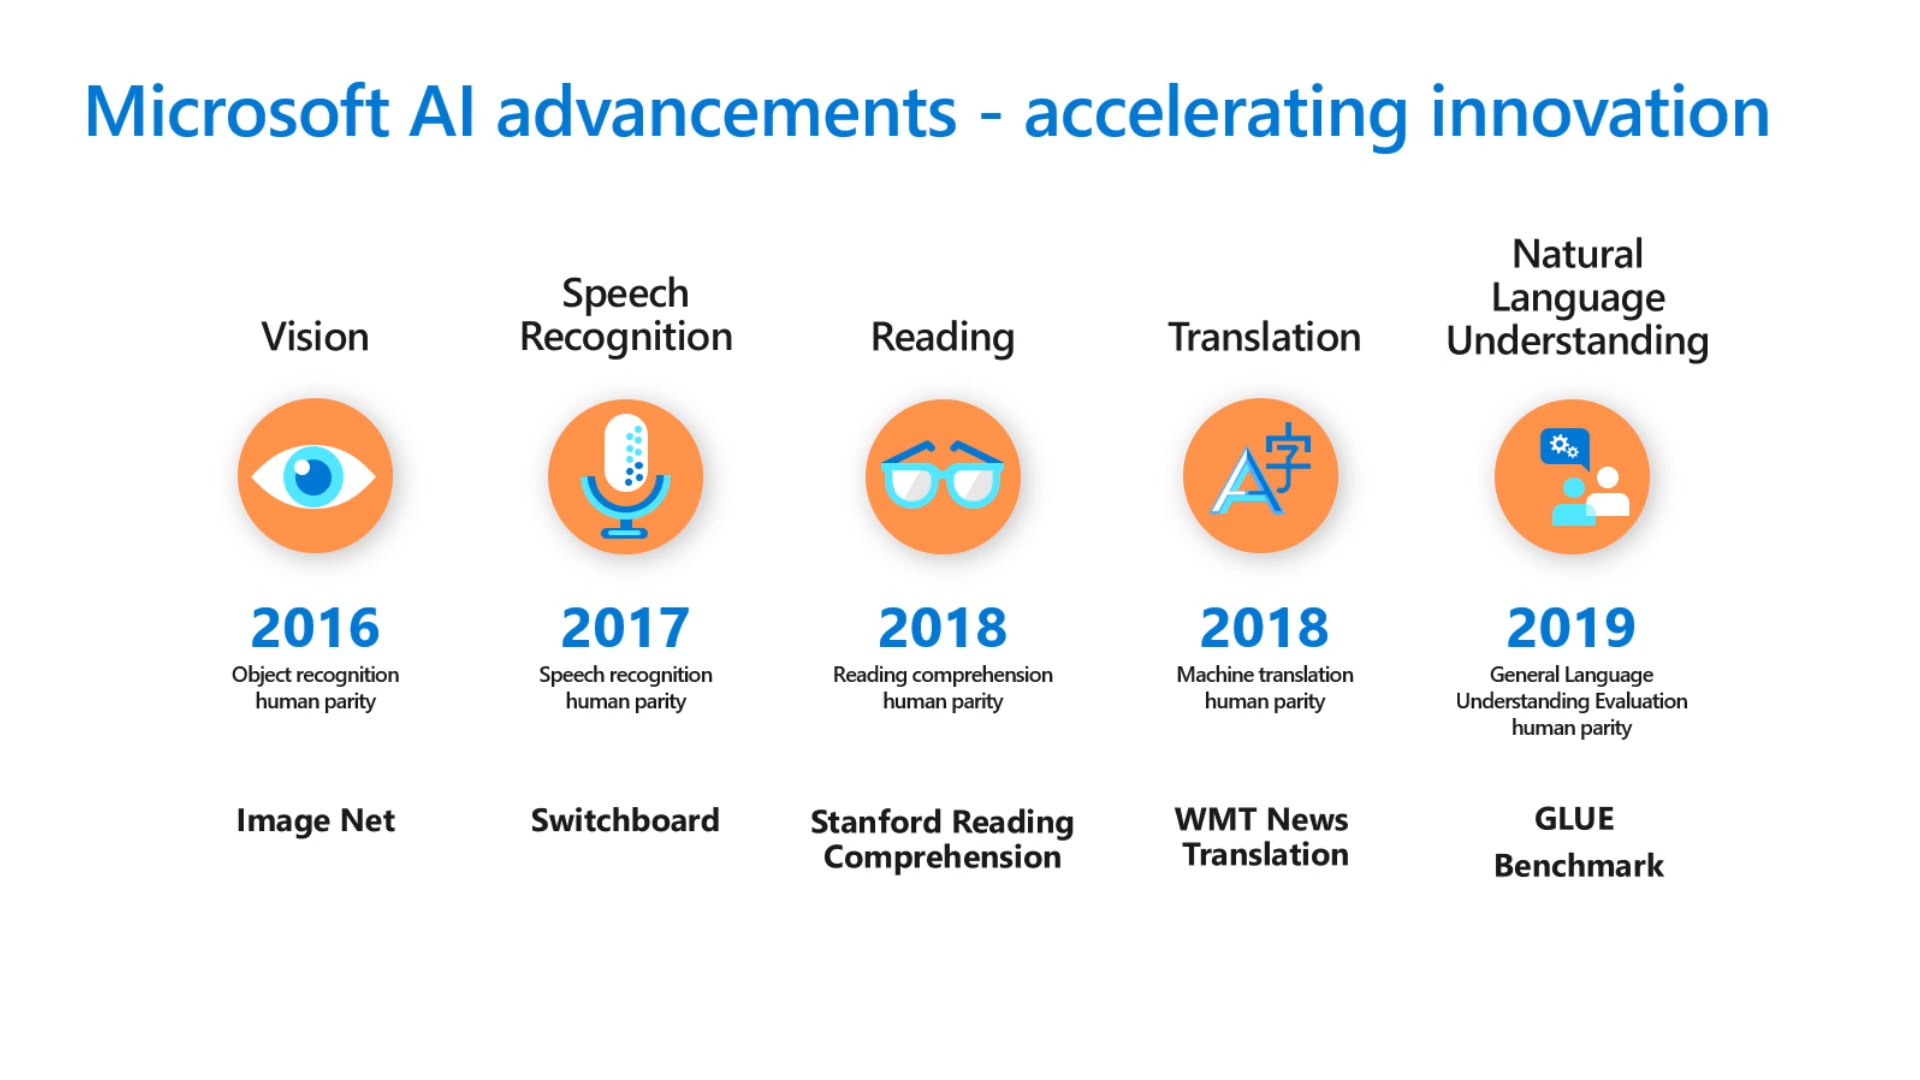 Microsoft AI advancements - accelerating innovation
Vision
Speech
Recognition
Reading
Translation
Natural
Language
Understanding
字
2016
Object recognition
human parity
2017
Speech recognition
human parity
2018
Reading comprehension
human parity
2018
Machine translation
human parity
2019
General Language
Understanding Evaluation
human parity
Image Net
Switchboard
Stanford Reading
Comprehension
WMT News
Translation
GLUE
Benchmark